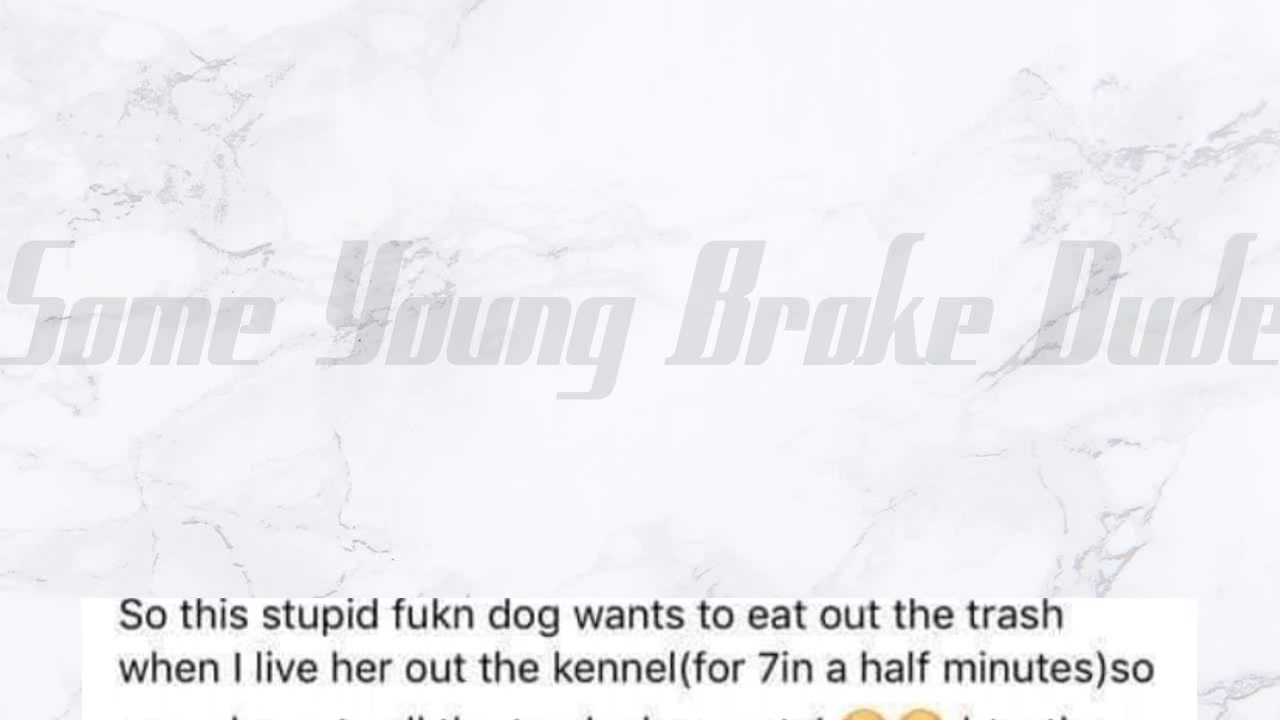 Some Young Broke Dude
So this stupid fukn dog wants to eat out the trash
when I live her out the kennel(for 7in a half minutes)so